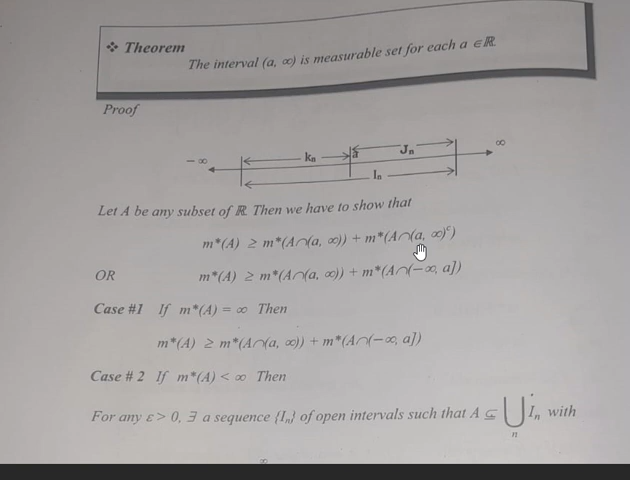 ❖ Theorem
The interval (a, ∞) is measurable set for each a ∈ ℝ
Proof
– ∞ kₙ a Jₙ ∞
Iₙ
Let A be any subset of ℝ. Then we have to show that
m*(A) ≥ m*(A∩(a, ∞)) + m*(A∩(a, ∞)ᶜ)
OR m*(A) ≥ m*(A∩(a, ∞)) + m*(A∩(−∞, a])
Case #1 If m*(A) = ∞ Then
m*(A) ≥ m*(A∩(a, ∞)) + m*(A∩(−∞, a])
Case # 2 If m*(A) < ∞ Then
For any ε > 0, ∃ a sequence {Iₙ} of open intervals such that A ⊆ ⋃ Iₙ with
n
∞